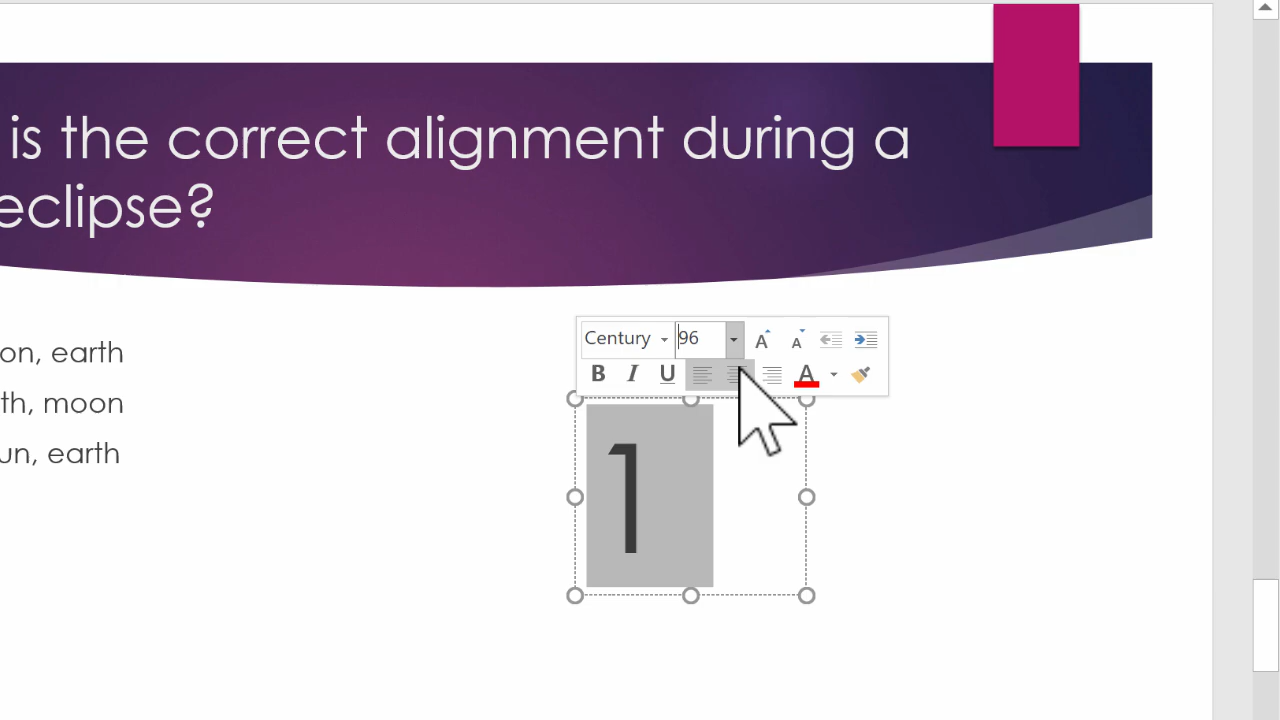 is the correct alignment during a
eclipse?
on, earth
th, moon
un, earth
Century
96
A A
B I U A
1